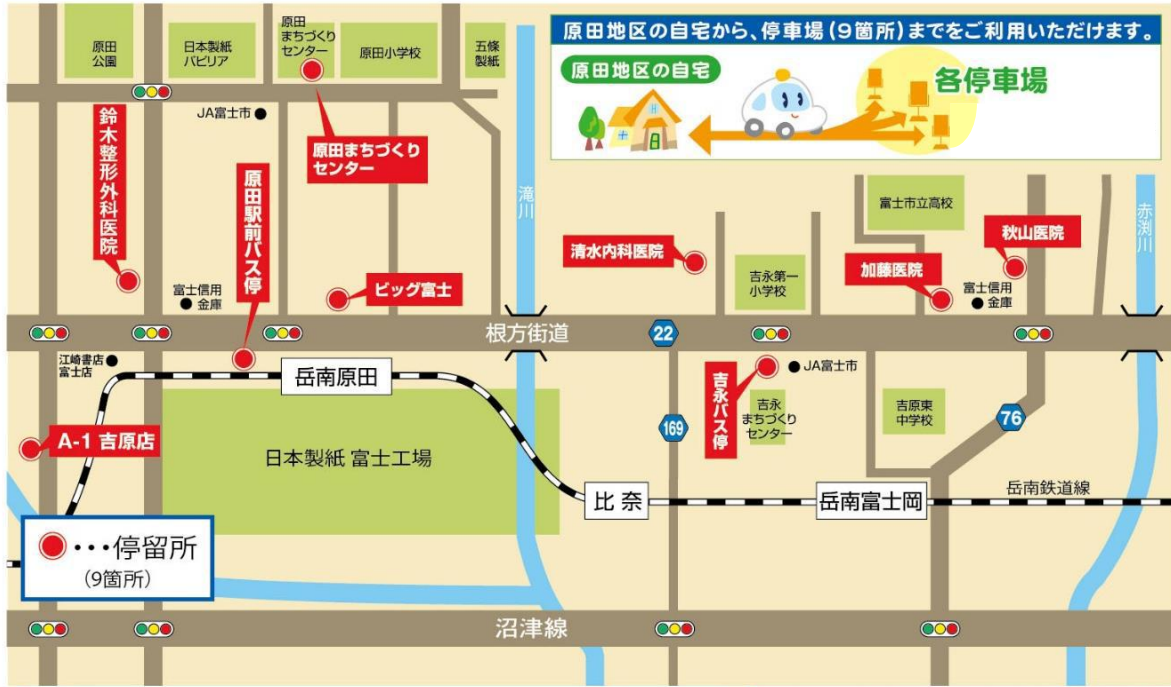 原田地区の自宅から、停車場(9箇所)までをご利用いただけます。
原田地区の自宅
各停車場
原田
公園
日本製紙
パピリア
原田
まちづくり
センター
原田小学校
五條
製紙
JA富士市
鈴木整形外科医院
原田駅前バス停
原田まちづくり
センター
滝川
赤渕川
富士市立高校
清水内科医院
吉永第一
小学校
加藤医院
秋山医院
富士信用
金庫
ビッグ富士
富士信用
金庫
根方街道
22
江崎書店
富士店
岳南原田
吉永バス停
JA富士市
吉永
まちづくり
センター
吉原東
中学校
76
169
A-1 吉原店
日本製紙 富士工場
比奈
岳南富士岡
岳南鉄道線
・・・停留所
(9箇所)
沼津線